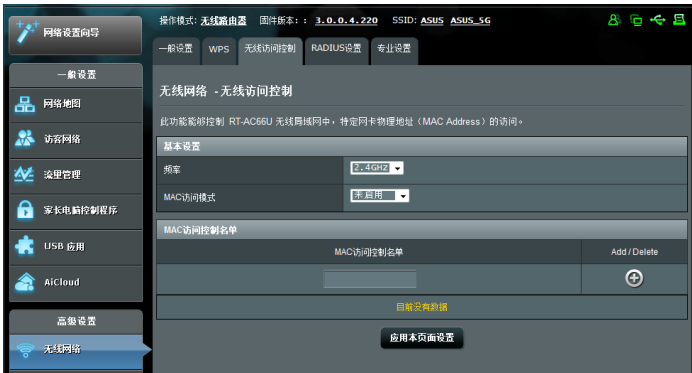 网络设置向导
操作模式: 无线路由器 固件版本: : 3.0.0.4.220 SSID: ASUS ASUS_5G
一般设置 WPS 无线访问控制 RADIUS设置 专业设置
一般设置
网络地图
访客网络
流里管理
家长电脑控制程序
USB 应用
AiCloud
高级设置
无线网络
无线网络 - 无线访问控制
此功能能够控制 RT-AC66U 无线局域网中，特定网卡物理地址（MAC Address）的访问。
基本设置
频率 2.4GHz
MAC访问模式 未启用
MAC访问控制名单
MAC访问控制名单 Add / Delete
目前没有数据
应用本页面设置